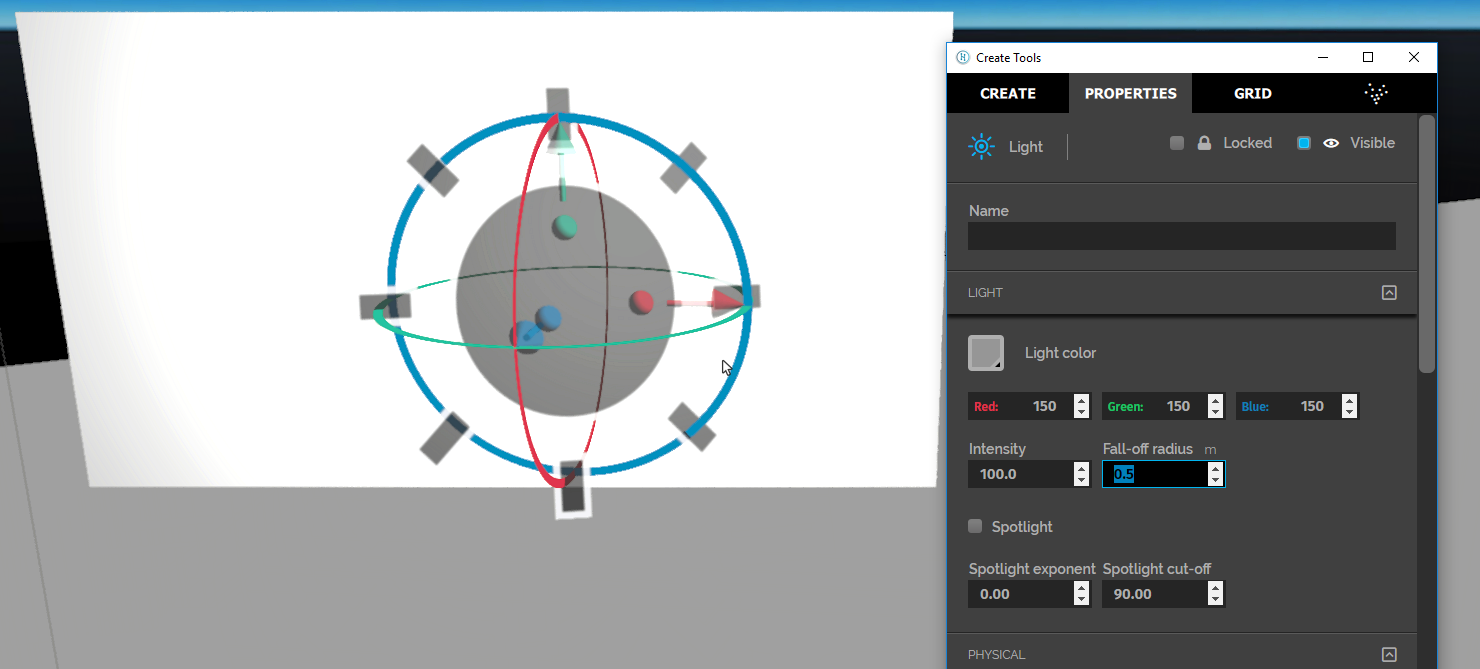 Create Tools
CREATE PROPERTIES GRID
Light Locked Visible
Name
LIGHT
Light color
Red: 150 Green: 150 Blue: 150
Intensity Fall-off radius m
100.0 0.5
Spotlight
Spotlight exponent Spotlight cut-off
0.00 90.00
PHYSICAL